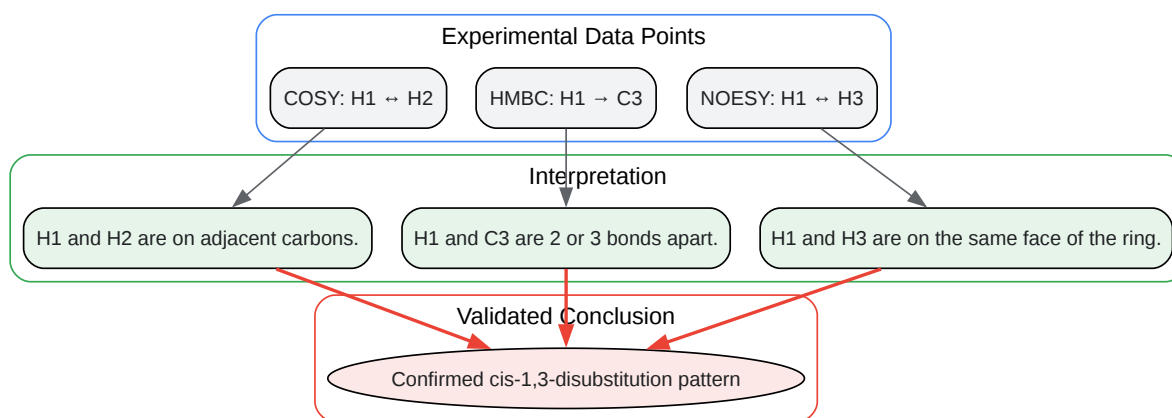 Experimental Data Points
COSY: H1 ↔ H2
HMBC: H1 → C3
NOESY: H1 ↔ H3
Interpretation
H1 and H2 are on adjacent carbons.
H1 and C3 are 2 or 3 bonds apart.
H1 and H3 are on the same face of the ring.
Validated Conclusion
Confirmed cis-1,3-disubstitution pattern